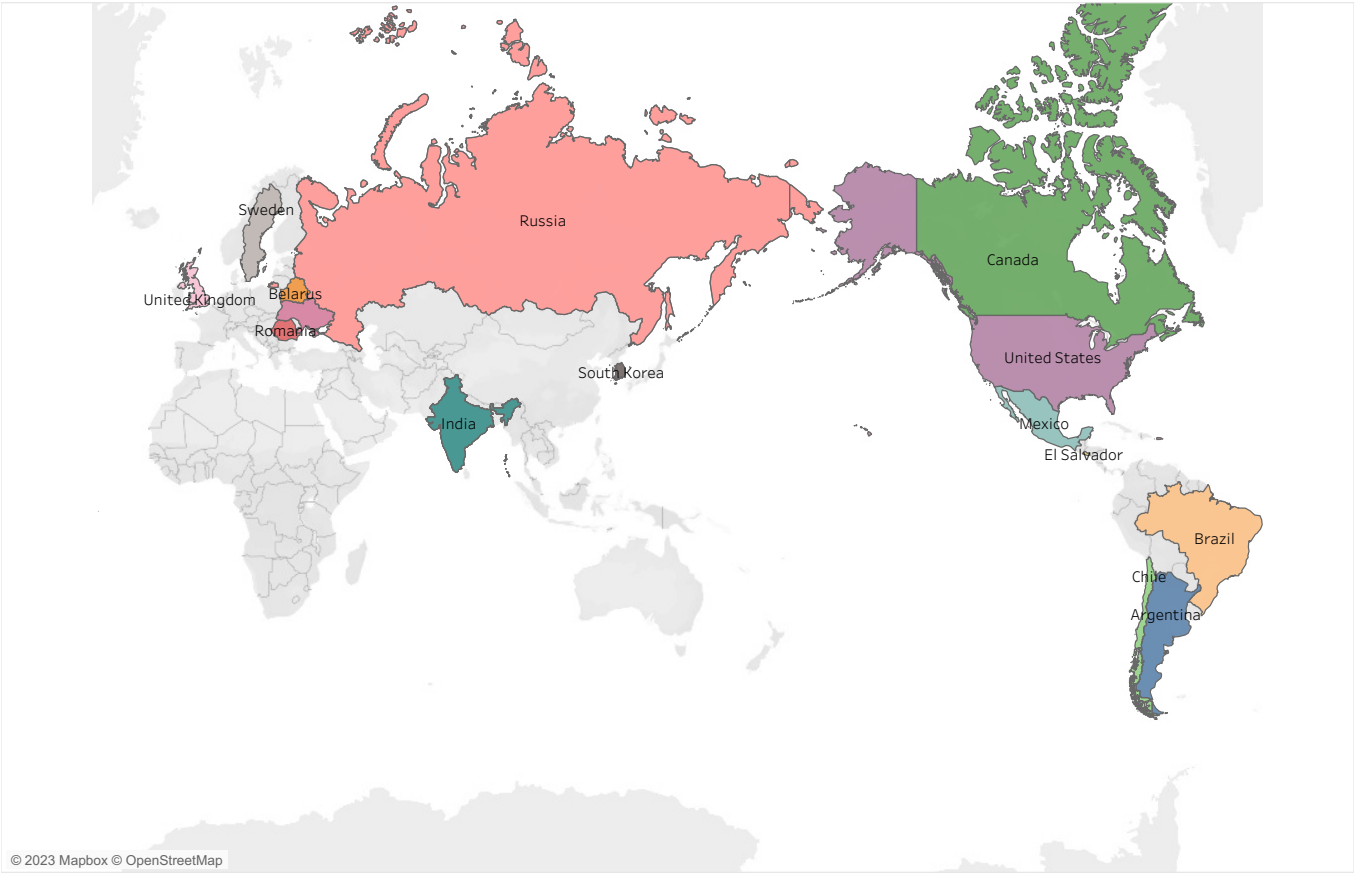 Sweden
Russia
Canada
United Kingdom
Belarus
Romania
United States
South Korea
India
Mexico
El Salvador
Brazil
Chile
Argentina
© 2023 Mapbox © OpenStreetMap